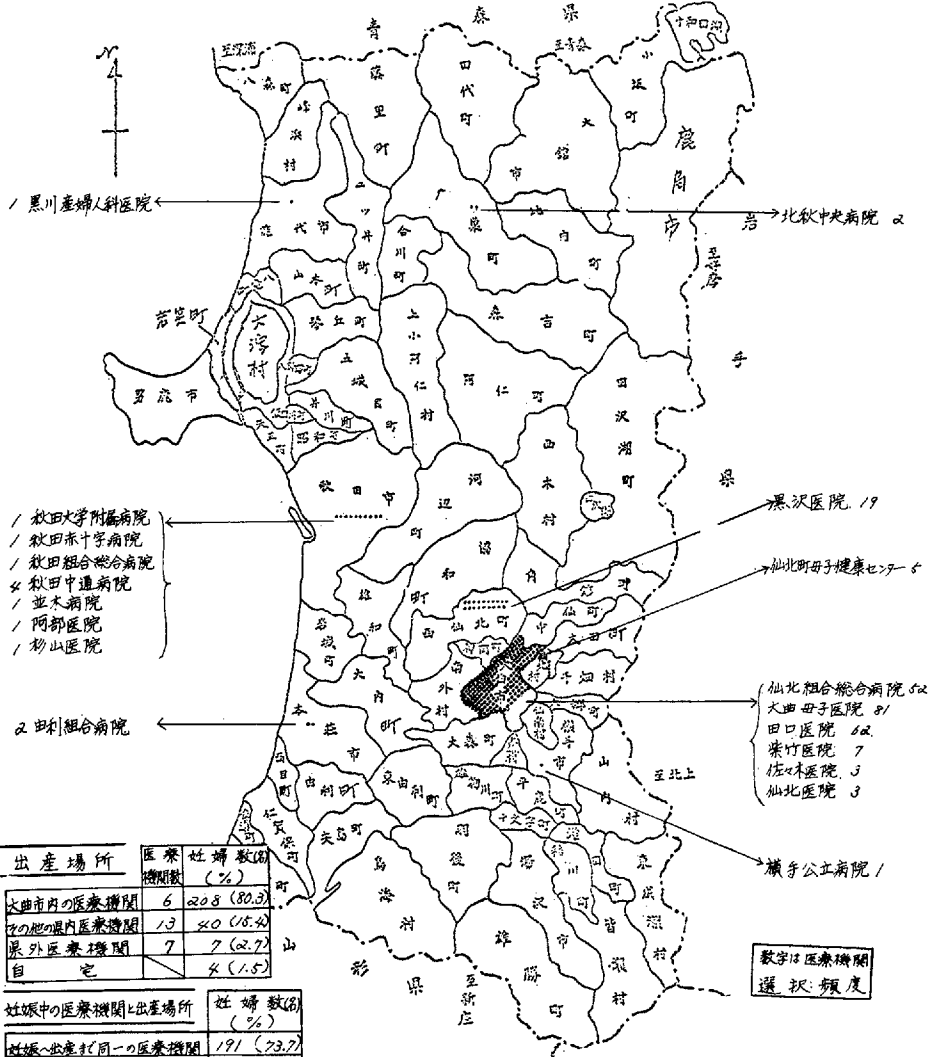 青森県
十和田湖
至深浦
至青森
小坂町
八森町
藤里町
田代町
大館市
鹿角市
峰浜村
二ツ井町
鷹巣町
比内町
合川町
能代市
山本町
1 黒川産婦人科医院
北秋中央病院 2
岩手県
琴丘町
上小阿仁村
森吉町
若美町
大潟村
五城目町
阿仁町
田沢湖町
男鹿市
井川町
昭和町
西木村
秋田市
河辺町
1 秋田大学附属病院
1 秋田赤十字病院
1 秋田組合総合病院
4 秋田中通病院
1 並木病院
1 阿部医院
1 杉山医院
黒沢医院 19
仙北町母子健康センター 5
協和町
雄和町
西仙北町
中仙町
太田町
岩城町
大内町
南外村
千畑村
仙北組合総合病院 52
大曲母子医院 81
田口医院 62
紫竹医院 7
佐々木医院 3
仙北医院 3
2 由利組合病院
本荘市
大森町
山内村
至北上
西目町
由利町
東由利町
雄物川町
平鹿町
十文字町
仁賀保町
矢島町
羽後町
鳥海村
湯沢市
稲川町
皆瀬村
東成瀬村
雄勝町
横手公立病院 1
山形県
至新庄
数字は医療機関
選択頻度
出産場所 医療機関数 妊婦数(名)(%)
大曲市内の医療機関 6 208 (80.3)
その他の県内医療機関 13 40 (15.4)
県外医療機関 7 7 (2.7)
自宅 4 (1.5)
妊娠中の医療機関と出産場所 妊婦数(名)(%)
妊娠～出産まで同一の医療機関 191 (73.7)